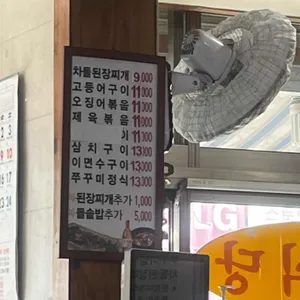 차돌된장찌개 9,000
고등어구이 11,000
오징어볶음 11,000
제육볶음 11,000
11,000
삼치구이 13,000
이면수구이 13,000
쭈꾸미정식 13,000
※된장찌개추가 1,000
※돌솥밥추가 5,000
당